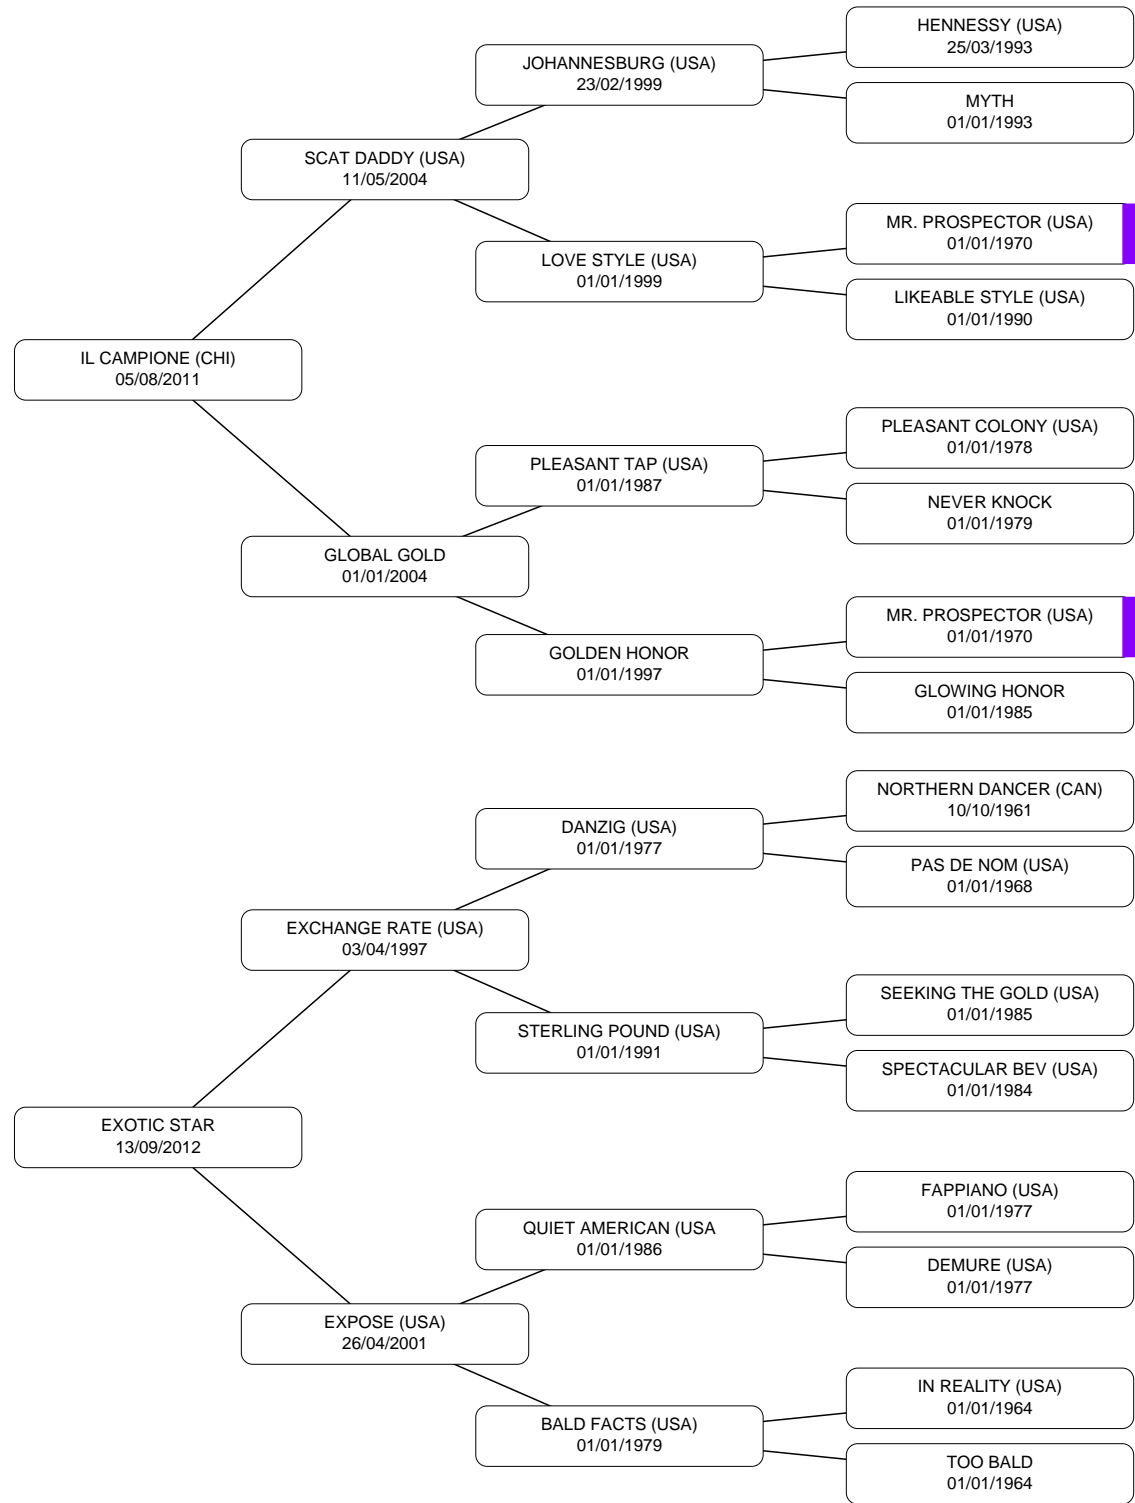 HENNESSY (USA)
25/03/1993
JOHANNESBURG (USA)
23/02/1999
MYTH
01/01/1993
SCAT DADDY (USA)
11/05/2004
MR. PROSPECTOR (USA)
01/01/1970
LOVE STYLE (USA)
01/01/1999
LIKEABLE STYLE (USA)
01/01/1990
IL CAMPIONE (CHI)
05/08/2011
PLEASANT COLONY (USA)
01/01/1978
PLEASANT TAP (USA)
01/01/1987
NEVER KNOCK
01/01/1979
GLOBAL GOLD
01/01/2004
MR. PROSPECTOR (USA)
01/01/1970
GOLDEN HONOR
01/01/1997
GLOWING HONOR
01/01/1985
NORTHERN DANCER (CAN)
10/10/1961
DANZIG (USA)
01/01/1977
PAS DE NOM (USA)
01/01/1968
EXCHANGE RATE (USA)
03/04/1997
SEEKING THE GOLD (USA)
01/01/1985
STERLING POUND (USA)
01/01/1991
SPECTACULAR BEV (USA)
01/01/1984
EXOTIC STAR
13/09/2012
FAPPIANO (USA)
01/01/1977
QUIET AMERICAN (USA
01/01/1986
DEMURE (USA)
01/01/1977
EXPOSE (USA)
26/04/2001
IN REALITY (USA)
01/01/1964
BALD FACTS (USA)
01/01/1979
TOO BALD
01/01/1964